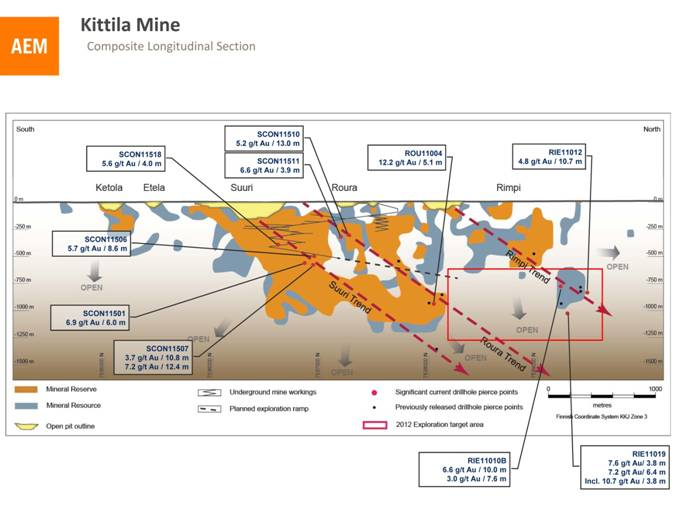 AEM
Kittila Mine
Composite Longitudinal Section
South
North
SCON11518
5.6 g/t Au / 4.0 m
SCON11510
5.2 g/t Au / 13.0 m
SCON11511
6.6 g/t Au / 3.9 m
ROU11004
12.2 g/t Au / 5.1 m
RIE11012
4.8 g/t Au / 10.7 m
Ketola
Etela
Suuri
Roura
Rimpi
0 m
0 m
-250 m
-250 m
SCON11506
5.7 g/t Au / 8.6 m
-500 m
-500 m
Rimpi Trend
OPEN
-750 m
-750 m
OPEN
Suuri Trend
-1000 m
-1000 m
SCON11501
6.9 g/t Au / 6.0 m
OPEN
-1250 m
-1250 m
OPEN
Roura Trend
SCON11507
3.7 g/t Au / 10.8 m
7.2 g/t Au / 12.4 m
OPEN
-1500 m
-1500 m
OPEN
Mineral Reserve
Mineral Resource
Open pit outline
Underground mine workings
Planned exploration ramp
Significant current drillhole pierce points
Previously released drillhole pierce points
2012 Exploration target area
0
1000
metres
Finnish Coordinate System KKJ Zone 3
RIE11010B
6.6 g/t Au / 10.0 m
3.0 g/t Au / 7.6 m
RIE11019
7.6 g/t Au/ 3.8 m
7.2 g/t Au/ 6.4 m
Incl. 10.7 g/t Au / 3.8 m